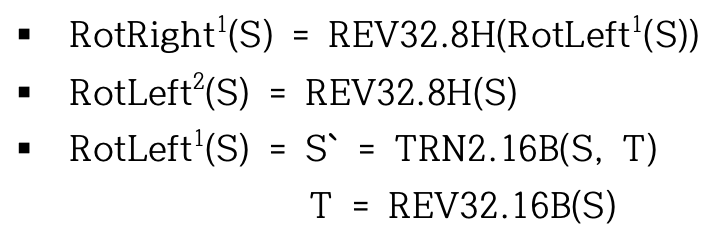 ▪ RotRight¹(S) = REV32.8H(RotLeft¹(S))
▪ RotLeft²(S) = REV32.8H(S)
▪ RotLeft¹(S) = S` = TRN2.16B(S, T)
T = REV32.16B(S)